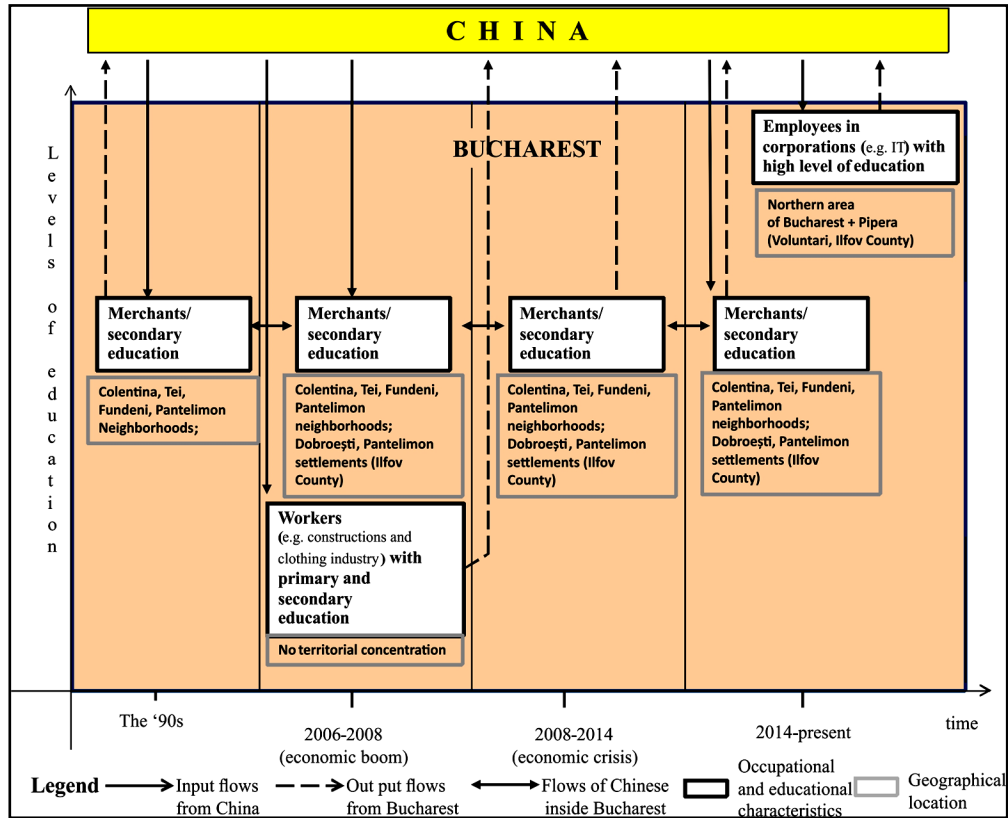 C H I N A
BUCHAREST
Levels of education
Employees in
corporations (e.g. IT) with
high level of education
Northern area
of Bucharest + Pipera
(Voluntari, Ilfov County)
Merchants/
secondary
education
Colentina, Tei,
Fundeni, Pantelimon
Neighborhoods;
Merchants/
secondary
education
Colentina, Tei, Fundeni,
Pantelimon
neighborhoods;
Dobroești, Pantelimon
settlements (Ilfov
County)
Workers
(e.g. constructions and
clothing industry) with
primary and
secondary
education
No territorial concentration
Merchants/
secondary
education
Colentina, Tei, Fundeni,
Pantelimon
neighborhoods;
Dobroești, Pantelimon
settlements (Ilfov
County)
Merchants/
secondary
education
Colentina, Tei, Fundeni,
Pantelimon
neighborhoods;
Dobroești, Pantelimon
settlements (Ilfov
County)
The ‘90s
2006-2008
(economic boom)
2008-2014
(economic crisis)
2014-present
time
Legend
Input flows
from China
Out put flows
from Bucharest
Flows of Chinese
inside Bucharest
Occupational
and educational
characteristics
Geographical
location